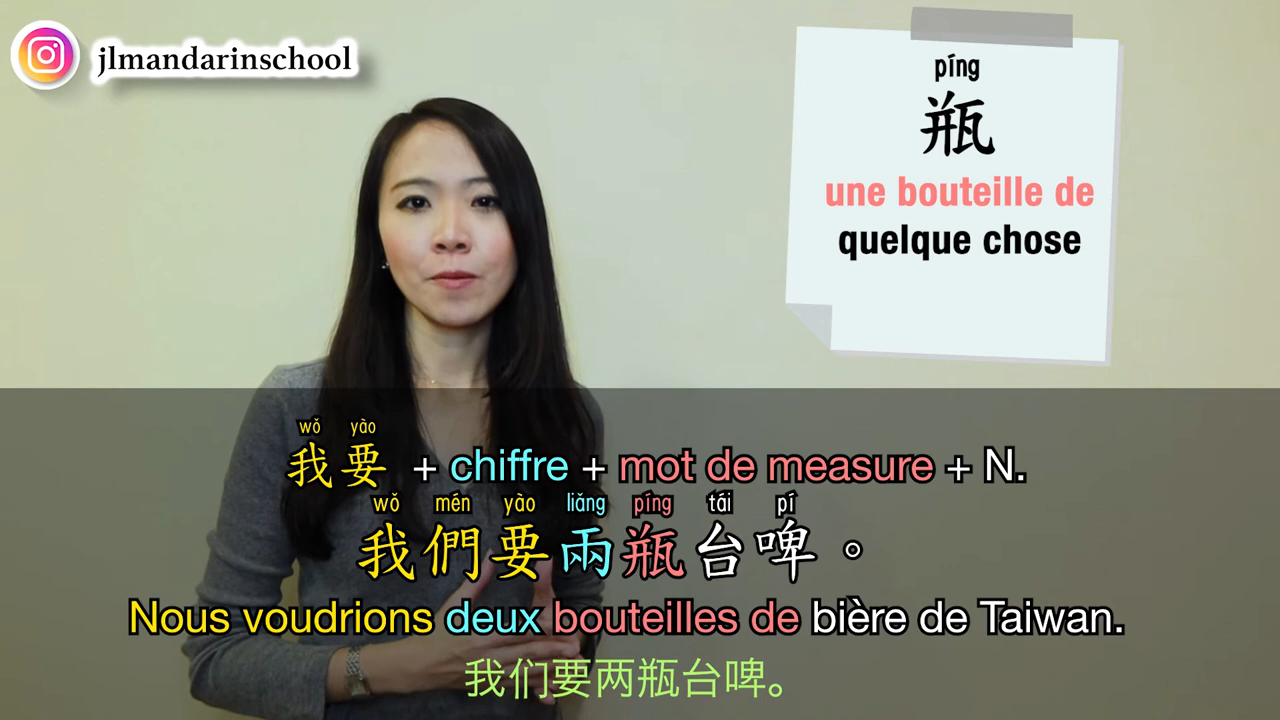 jlmandarinschool
píng
瓶
une bouteille de
quelque chose
wǒ yào
我要 + chiffre + mot de measure + N.
wǒ mén yào liǎng píng tái pí
我們要兩瓶台啤。
Nous voudrions deux bouteilles de bière de Taiwan.
我们要两瓶台啤。